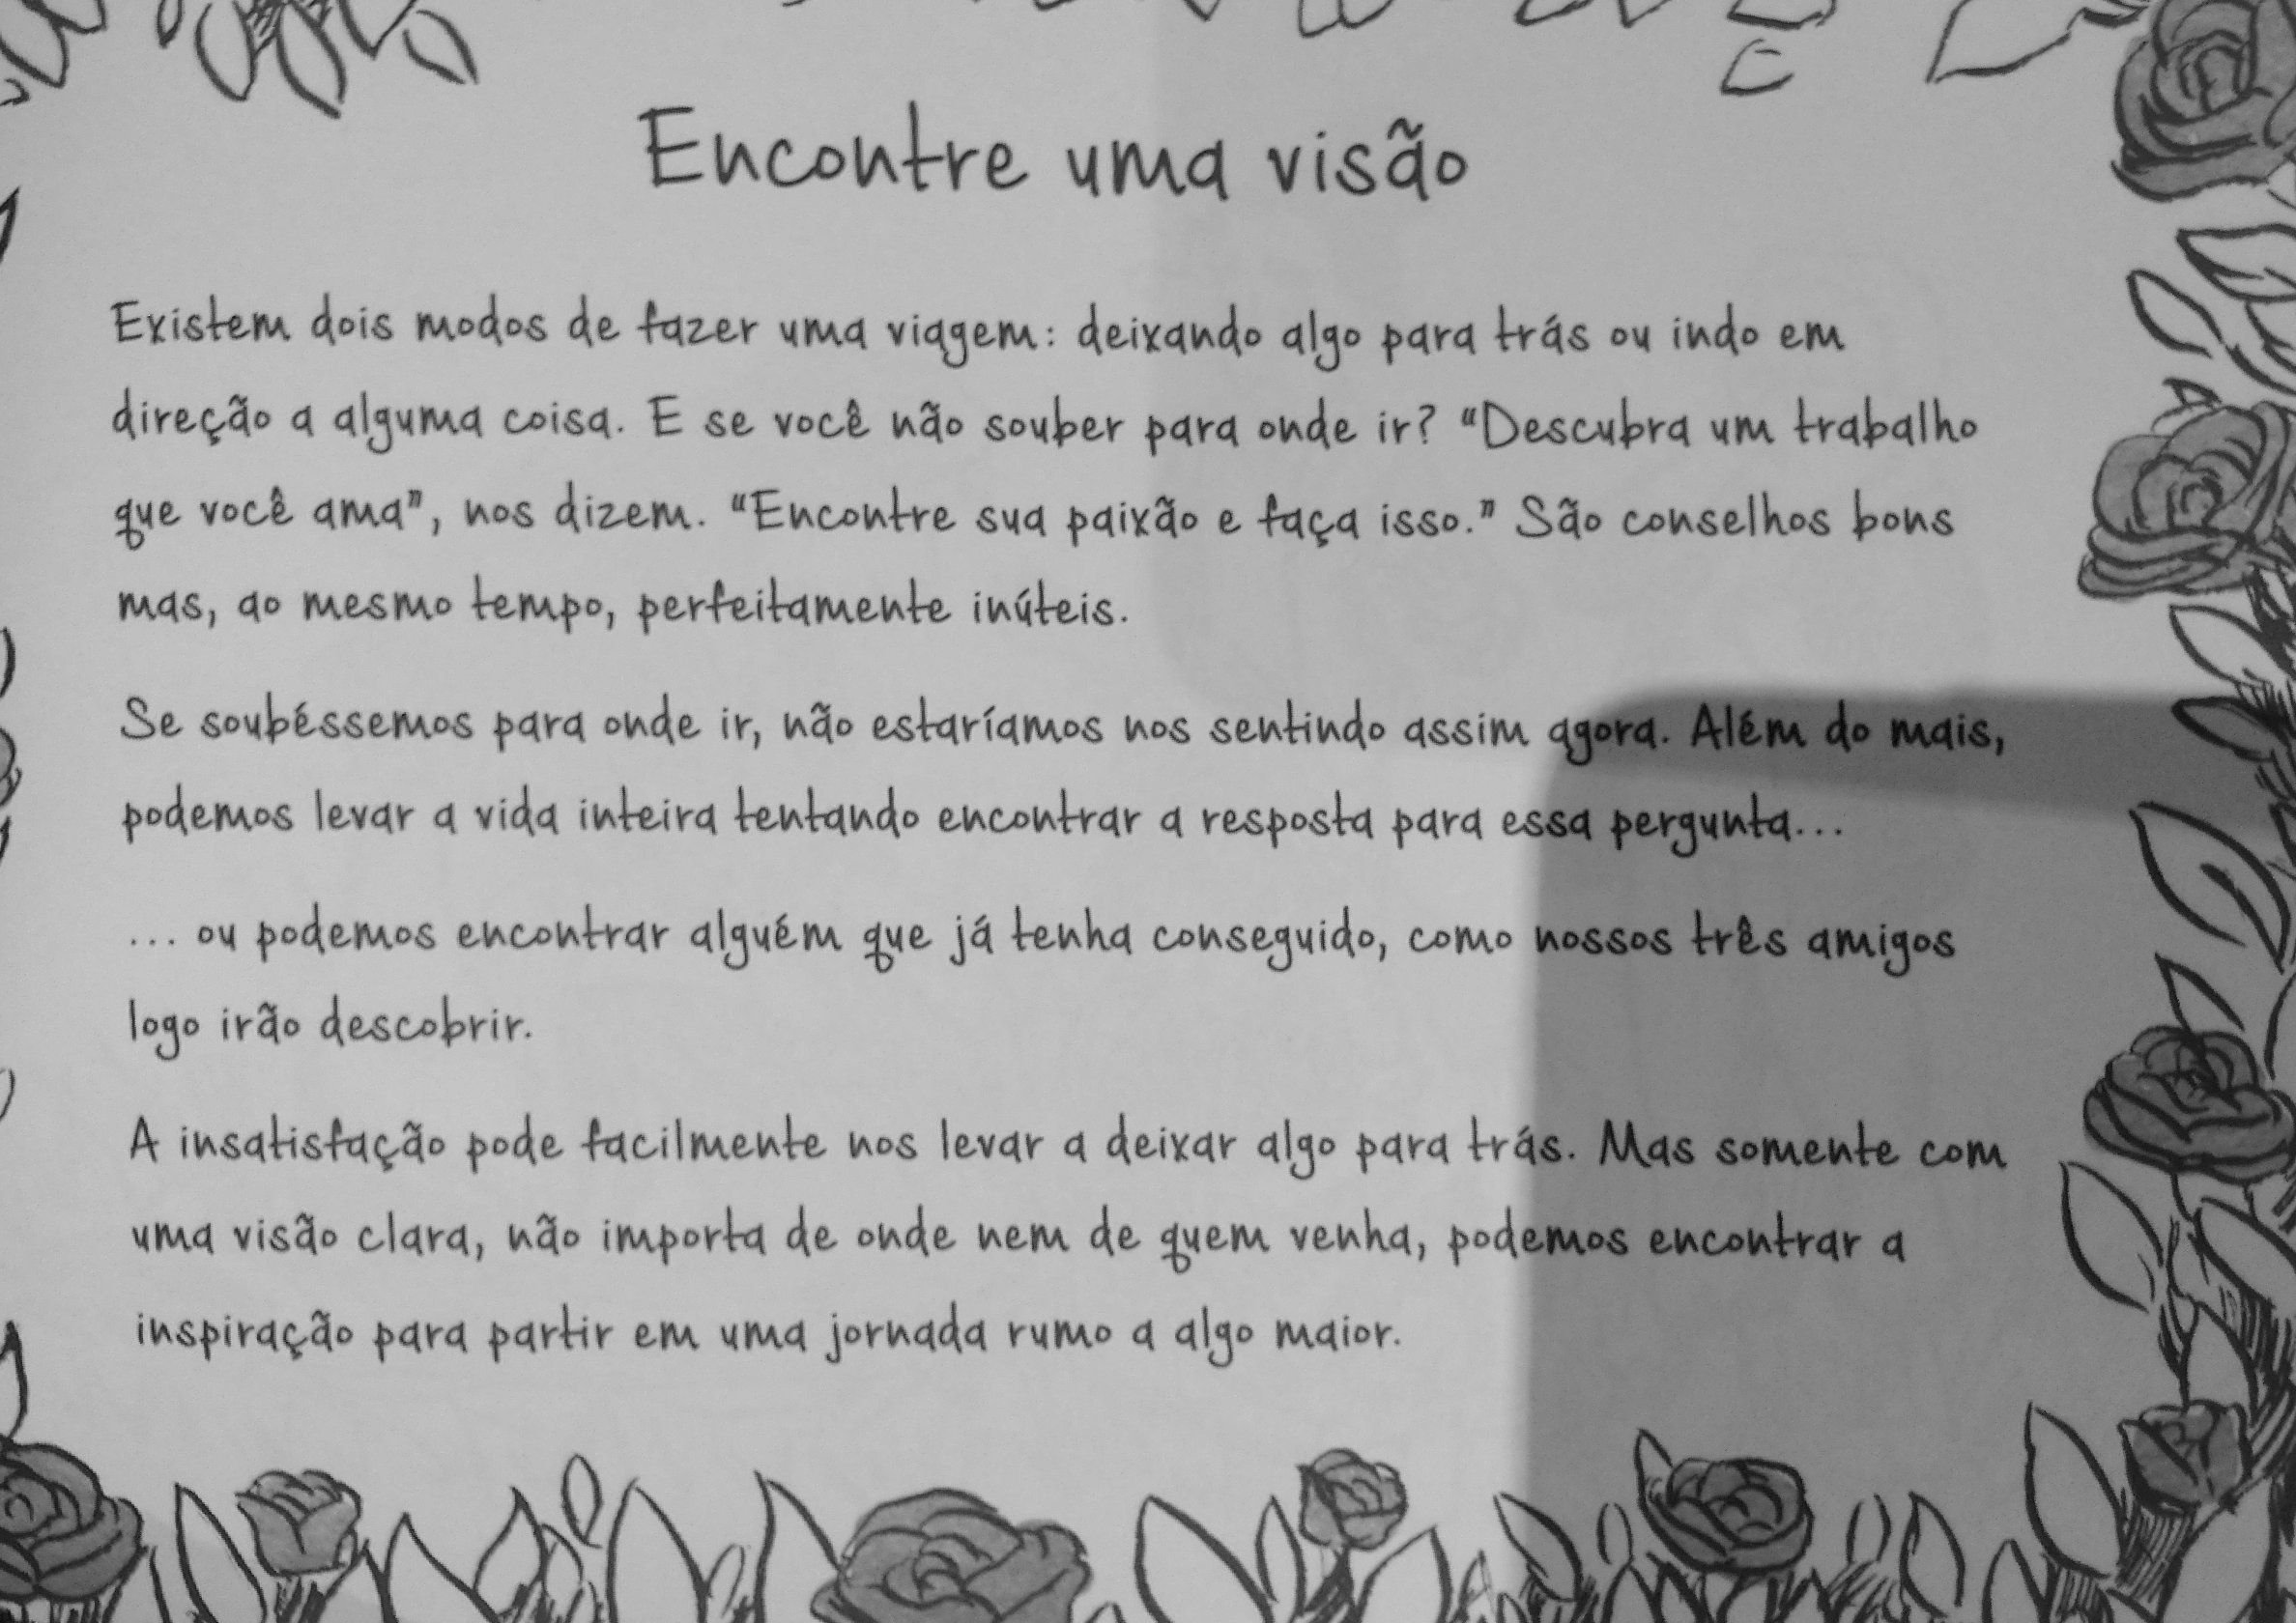 Encontre uma visão
Existem dois modos de fazer uma viagem: deixando algo para trás ou indo em
direção a alguma coisa. E se você não souber para onde ir? “Descubra um trabalho
que você ama”, nos dizem. “Encontre sua paixão e faça isso.” São conselhos bons
mas, ao mesmo tempo, perfeitamente inúteis.
Se soubéssemos para onde ir, não estaríamos nos sentindo assim agora. Além do mais,
podemos levar a vida inteira tentando encontrar a resposta para essa pergunta...
... ou podemos encontrar alguém que já tenha conseguido, como nossos três amigos
logo irão descobrir.
A insatisfação pode facilmente nos levar a deixar algo para trás. Mas somente com
uma visão clara, não importa de onde nem de quem venha, podemos encontrar a
inspiração para partir em uma jornada rumo a algo maior.